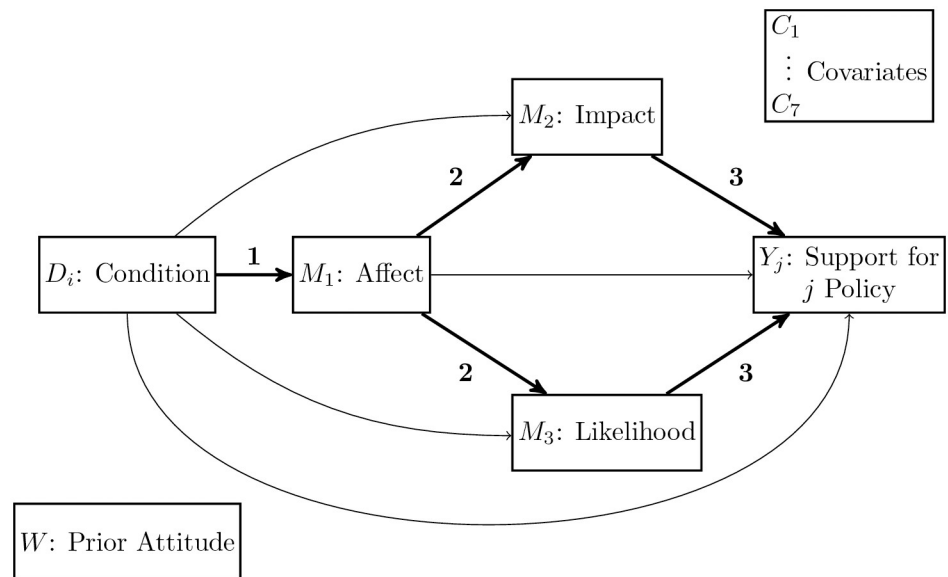 C₁
⋮ Covariates
C₇
M₂: Impact
2
3
Dᵢ: Condition
1
M₁: Affect
Yⱼ: Support for
j Policy
2
3
M₃: Likelihood
W: Prior Attitude